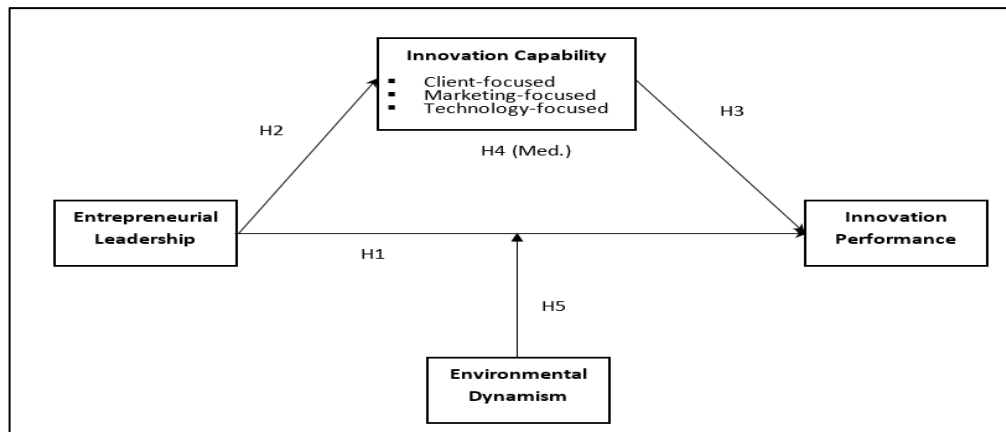 Innovation Capability
▪ Client-focused
▪ Marketing-focused
▪ Technology-focused
H2
H3
H4 (Med.)
Entrepreneurial
Leadership
Innovation
Performance
H1
H5
Environmental
Dynamism